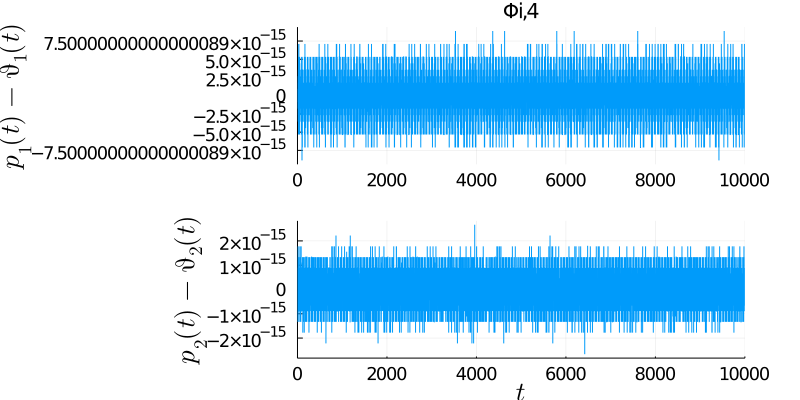 Φi,4
p₁(t) − ϑ₁(t)
7.500000000000000089×10⁻¹⁵
5.0×10⁻¹⁵
2.5×10⁻¹⁵
0
−2.5×10⁻¹⁵
−5.0×10⁻¹⁵
−7.500000000000000089×10⁻¹⁵
0 2000 4000 6000 8000 10000
p₂(t) − ϑ₂(t)
2×10⁻¹⁵
1×10⁻¹⁵
0
−1×10⁻¹⁵
−2×10⁻¹⁵
0 2000 4000 6000 8000 10000
t